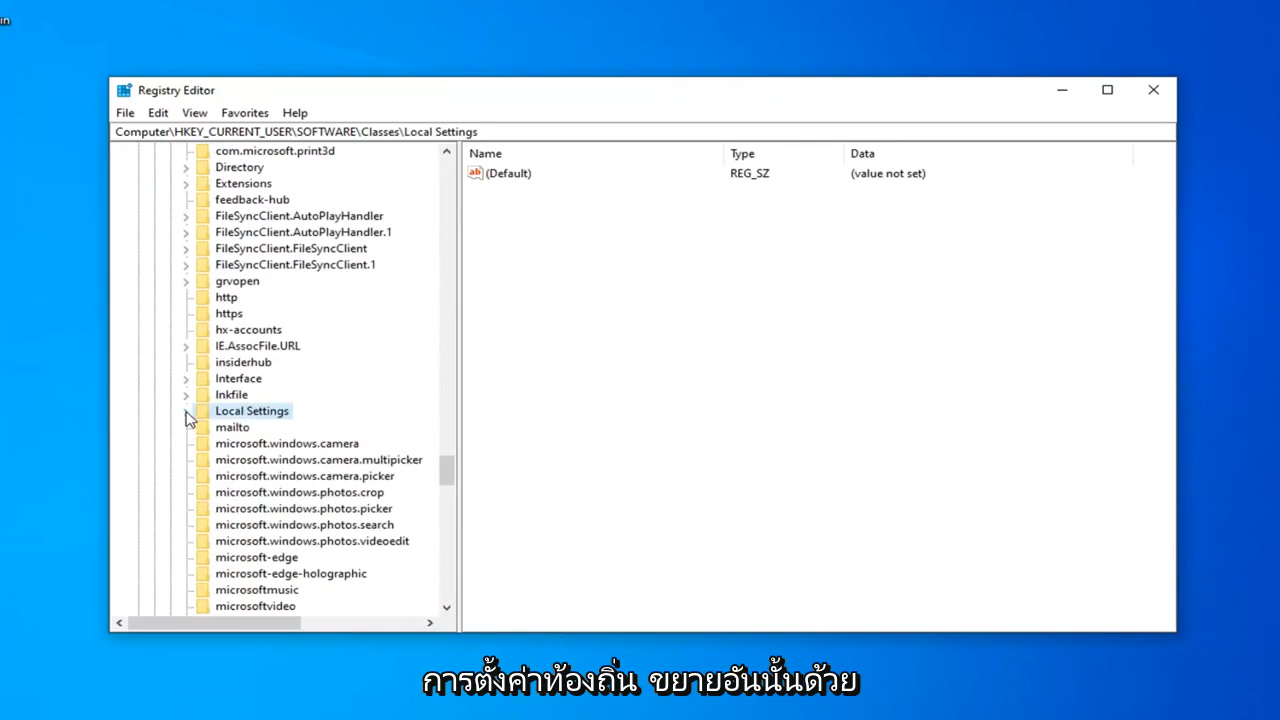 in
Registry Editor
File Edit View Favorites Help
Computer\HKEY_CURRENT_USER\SOFTWARE\Classes\Local Settings
com.microsoft.print3d
Directory
Extensions
feedback-hub
FileSyncClient.AutoPlayHandler
FileSyncClient.AutoPlayHandler.1
FileSyncClient.FileSyncClient
FileSyncClient.FileSyncClient.1
grvopen
http
https
hx-accounts
IE.AssocFile.URL
insiderhub
Interface
lnkfile
Local Settings
mailto
microsoft.windows.camera
microsoft.windows.camera.multipicker
microsoft.windows.camera.picker
microsoft.windows.photos.crop
microsoft.windows.photos.picker
microsoft.windows.photos.search
microsoft.windows.photos.videoedit
microsoft-edge
microsoft-edge-holographic
microsoftmusic
microsoftvideo
Name Type Data
(Default) REG_SZ (value not set)
การตั้งค่าท้องถิ่น ขยายอันนั้นด้วย